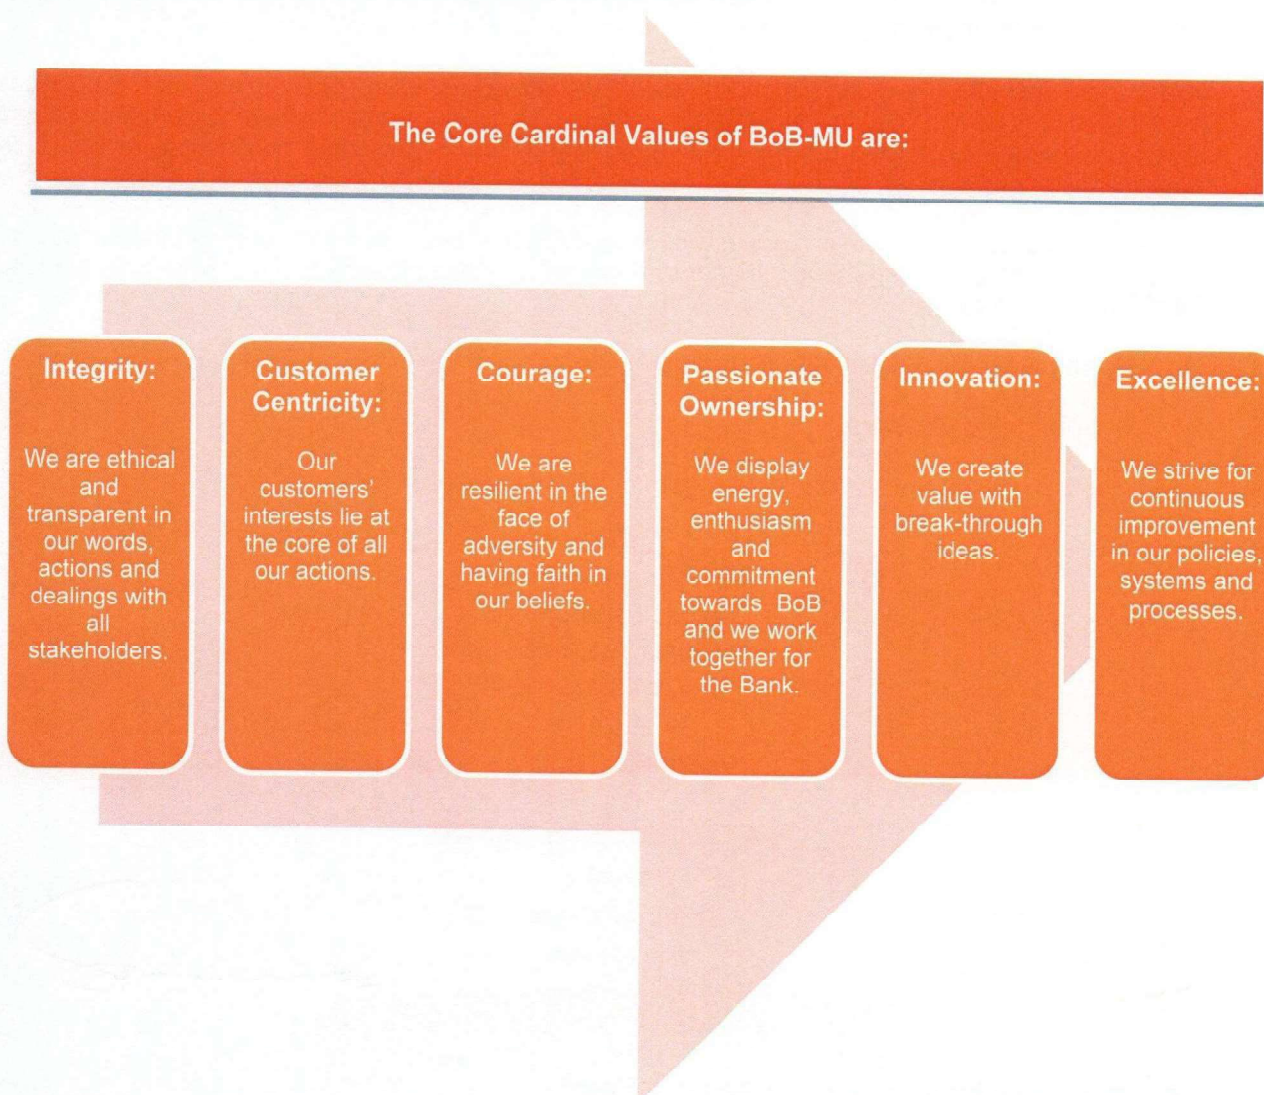 The Core Cardinal Values of BoB-MU are:
Integrity:
We are ethical
and
transparent in
our words,
actions and
dealings with
all
stakeholders.
Customer
Centricity:
Our
customers’
interests lie at
the core of all
our actions.
Courage:
We are
resilient in the
face of
adversity and
having faith in
our beliefs.
Passionate
Ownership:
We display
energy,
enthusiasm
and
commitment
towards BoB
and we work
together for
the Bank.
Innovation:
We create
value with
break-through
ideas.
Excellence:
We strive for
continuous
improvement
in our policies,
systems and
processes.